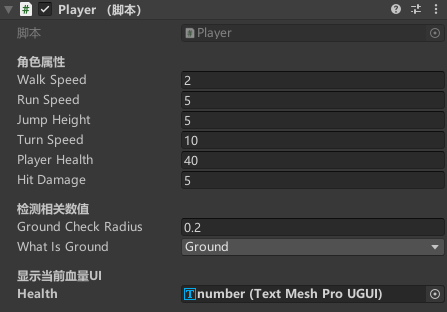 Player （脚本）
脚本 Player
角色属性
Walk Speed 2
Run Speed 5
Jump Height 5
Turn Speed 10
Player Health 40
Hit Damage 5
检测相关数值
Ground Check Radius 0.2
What Is Ground Ground
显示当前血量UI
Health number (Text Mesh Pro UGUI)